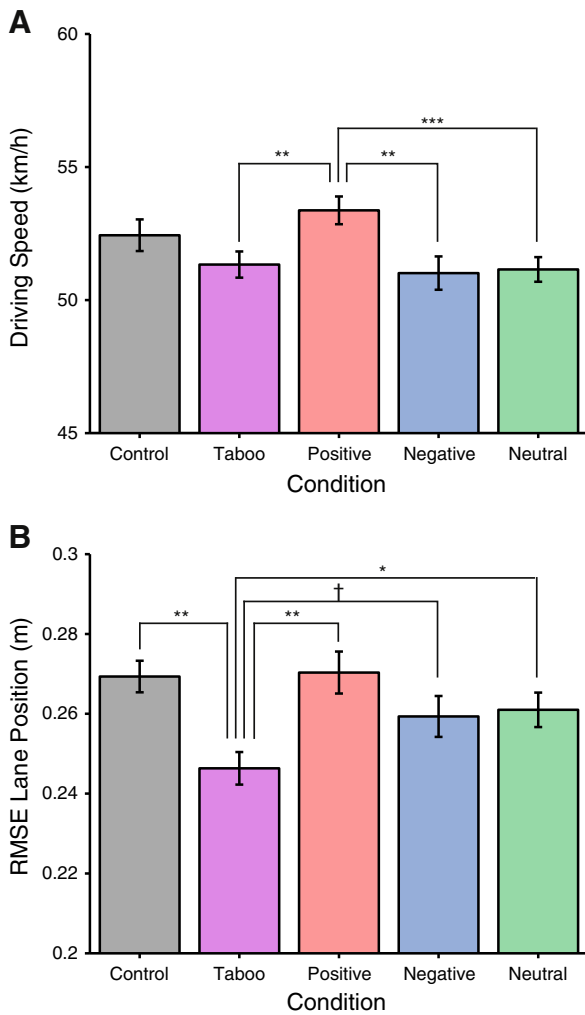 A
60
***
55
**
**
50
45
Driving Speed (km/h)
Control Taboo Positive Negative Neutral
Condition
B
0.3
*
†
0.28
**
**
0.26
0.24
0.22
0.2
RMSE Lane Position (m)
Control Taboo Positive Negative Neutral
Condition